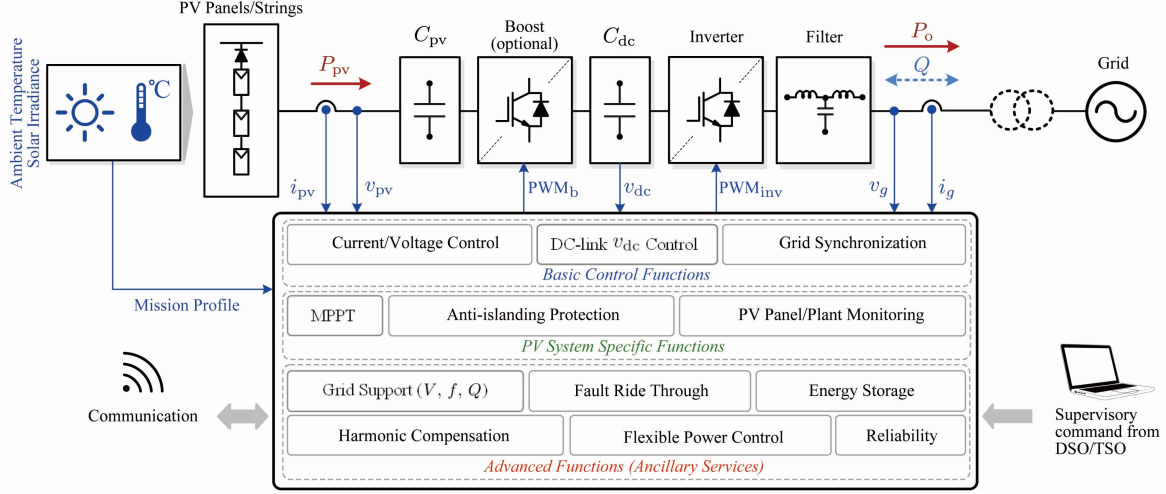 PV Panels/Strings
Ambient Temperature
Solar Irradiance
°C
P_pv
C_pv
Boost
(optional)
C_dc
Inverter
Filter
P_o
Q
Grid
i_pv
v_pv
PWM_b
v_dc
PWM_inv
v_g
i_g
Current/Voltage Control
DC-link v_dc Control
Grid Synchronization
Basic Control Functions
Mission Profile
MPPT
Anti-islanding Protection
PV Panel/Plant Monitoring
PV System Specific Functions
Grid Support (V, f, Q)
Fault Ride Through
Energy Storage
Harmonic Compensation
Flexible Power Control
Reliability
Advanced Functions (Ancillary Services)
Communication
Supervisory
command from
DSO/TSO